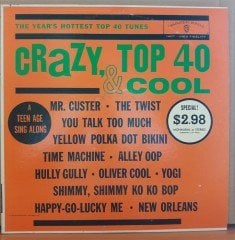 THE YEAR'S HOTTEST TOP 40 TUNES
CRAZY, TOP 40
& COOL
A
TEEN AGE
SING ALONG
MR. CUSTER • THE TWIST
YOU TALK TOO MUCH
YELLOW POLKA DOT BIKINI
TIME MACHINE • ALLEY OOP
HULLY GULLY • OLIVER COOL • YOGI
SHIMMY, SHIMMY KO KO BOP
HAPPY-GO-LUCKY ME • NEW ORLEANS
SPECIAL!
$2.98